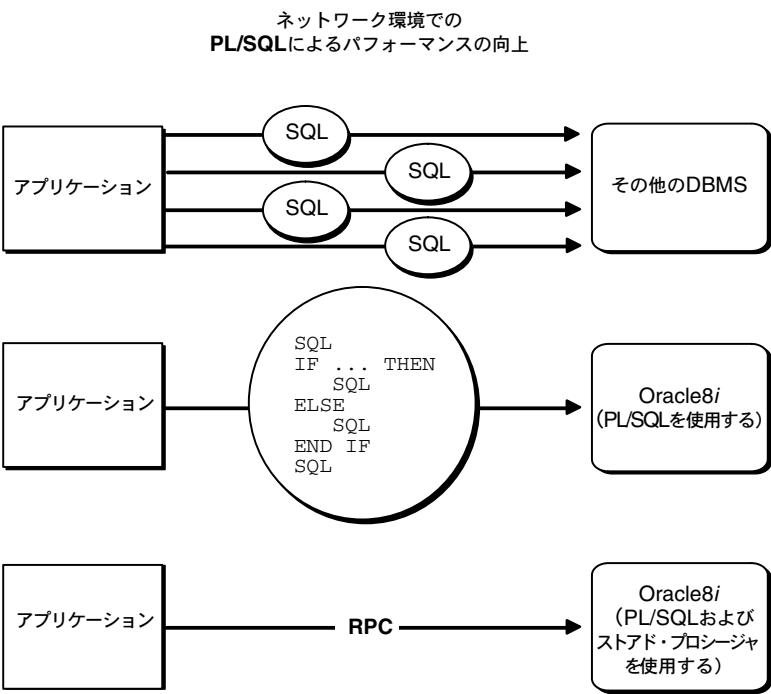 ネットワーク環境での
PL/SQLによるパフォーマンスの向上
アプリケーション
SQL
SQL
SQL
SQL
その他のDBMS
アプリケーション
SQL
IF ... THEN
SQL
ELSE
SQL
END IF
SQL
Oracle8i
(PL/SQLを使用する)
アプリケーション
RPC
Oracle8i
(PL/SQLおよび
ストアド・プロシージャ
を使用する)